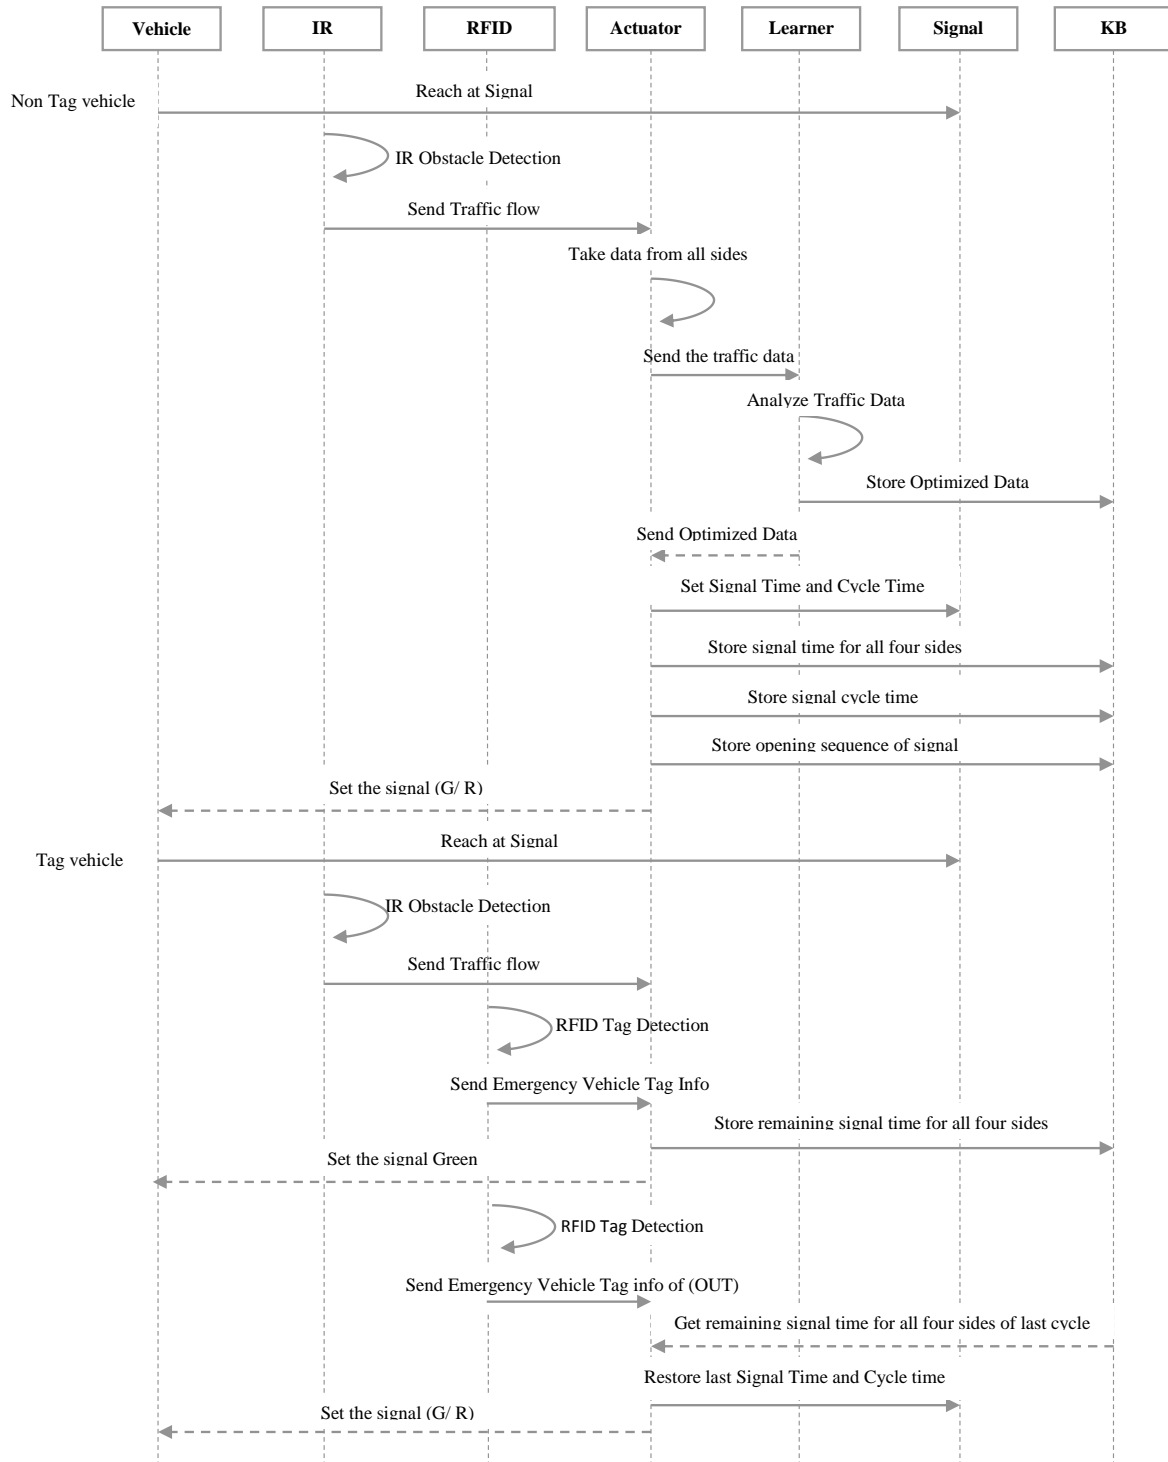 Vehicle IR RFID Actuator Learner Signal KB
Reach at Signal
Non Tag vehicle
IR Obstacle Detection
Send Traffic flow
Take data from all sides
Send the traffic data
Analyze Traffic Data
Store Optimized Data
Send Optimized Data
Set Signal Time and Cycle Time
Store signal time for all four sides
Store signal cycle time
Store opening sequence of signal
Set the signal (G/ R)
Reach at Signal
Tag vehicle
IR Obstacle Detection
Send Traffic flow
RFID Tag Detection
Send Emergency Vehicle Tag Info
Store remaining signal time for all four sides
Set the signal Green
RFID Tag Detection
Send Emergency Vehicle Tag info of (OUT)
Get remaining signal time for all four sides of last cycle
Restore last Signal Time and Cycle time
Set the signal (G/ R)